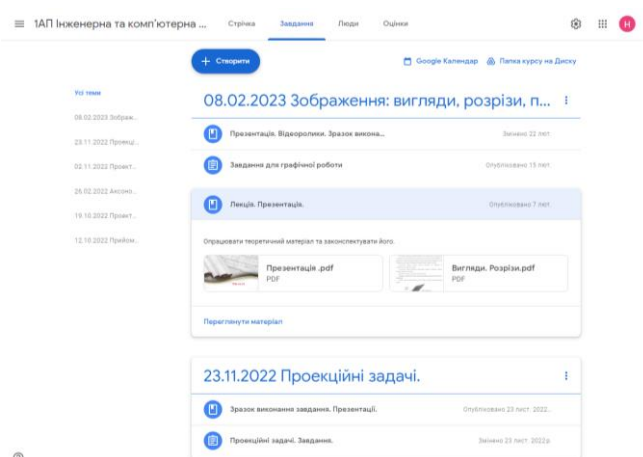 1АП Інженерна та комп'ютерна ...
Стрічка
Завдання
Люди
Оцінки
Н
+ Створити
Google Календар
Папка курсу на Диску
Усі теми
08.02.2023 Зображ...
23.11.2022 Проекц...
02.11.2022 Проект...
26.02.2022 Аксоно...
19.10.2022 Проект...
12.10.2022 Прийом...
08.02.2023 Зображення: вигляди, розрізи, п...
Презентація. Відеоролики. Зразок викона...
Змінено 22 лют.
Завдання для графічної роботи
Опубліковано 13 лют.
Лекція. Презентація.
Опубліковано 7 лют.
Опрацювати теоретичний матеріал та законспектувати його.
Презентація .pdf
PDF
Вигляди. Розрізи.pdf
PDF
Переглянути матеріал
23.11.2022 Проекційні задачі.
Зразок виконання завдання. Презентації.
Опубліковано 23 лист. 2022...
Проекційні задачі. Завдання.
Змінено 23 лист. 2022 р.